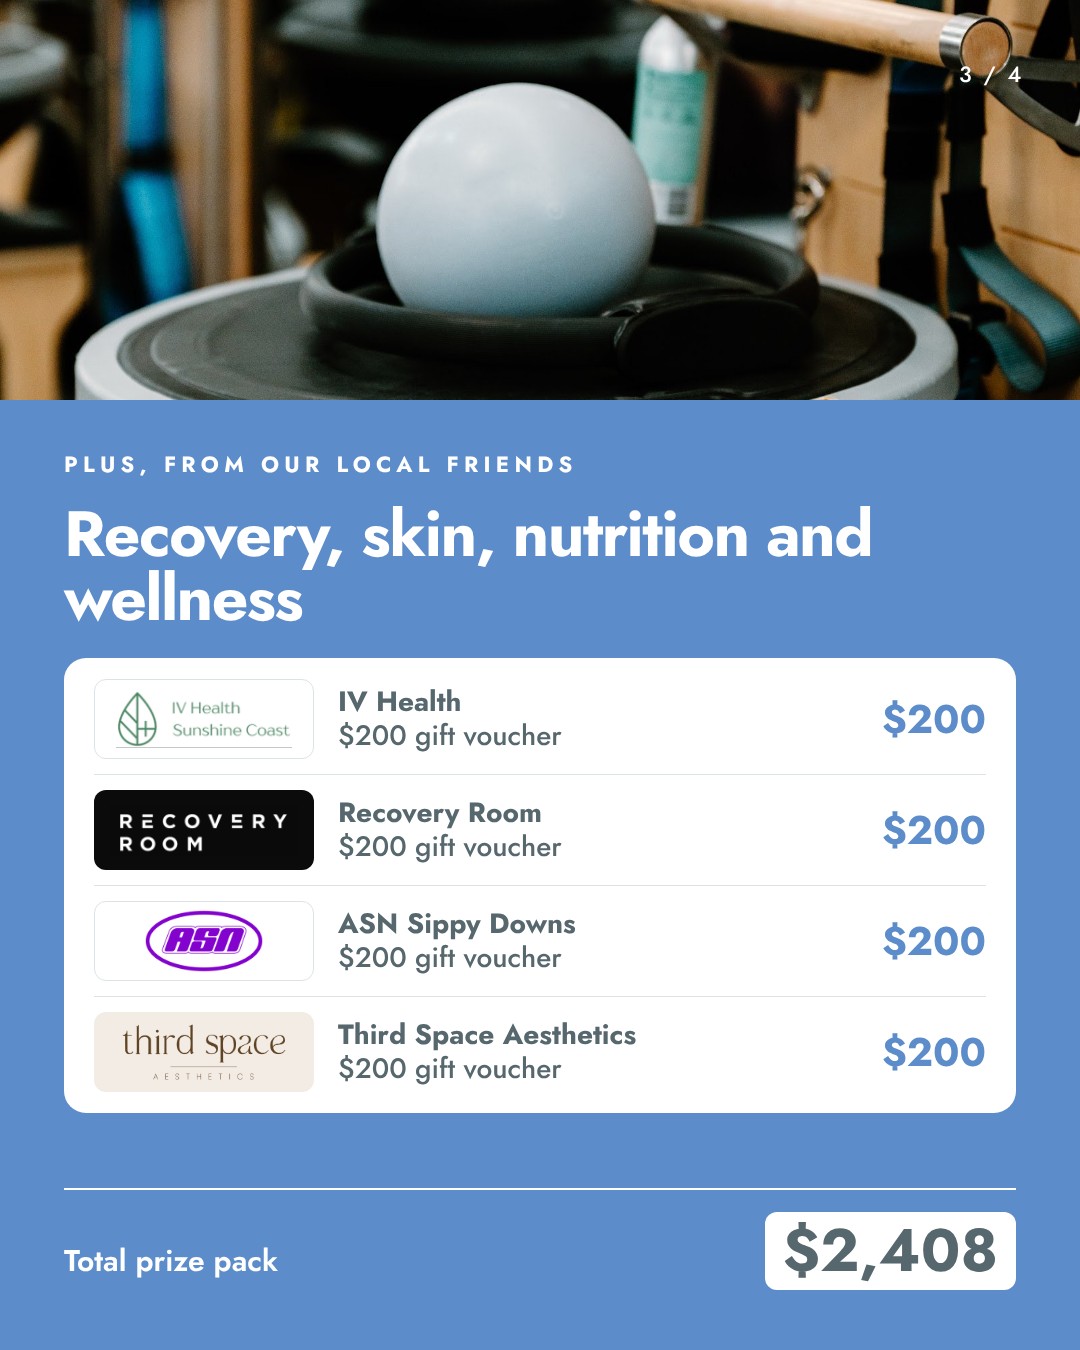 3 / 4
PLUS, FROM OUR LOCAL FRIENDS
Recovery, skin, nutrition and
wellness
IV Health
Sunshine Coast
IV Health
$200 gift voucher
$200
RECOVERY
ROOM
Recovery Room
$200 gift voucher
$200
ASN
ASN Sippy Downs
$200 gift voucher
$200
third space
AESTHETICS
Third Space Aesthetics
$200 gift voucher
$200
Total prize pack
$2,408